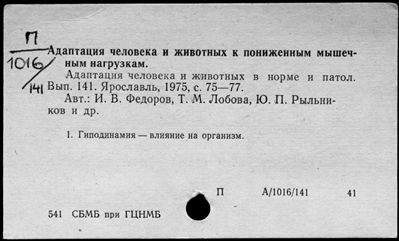 П
1016/141
Адаптация человека и животных к пониженным мышеч-
ным нагрузкам.
Адаптация человека и животных в норме и патол.
Вып. 141. Ярославль, 1975, с. 75—77.
Авт.: И. В. Федоров, Т. М. Лобова, Ю. П. Рыльни-
ков и др.
1. Гиподинамия — влияние на организм.
П А/1016/141 41
541 СБМБ при ГЦНМБ